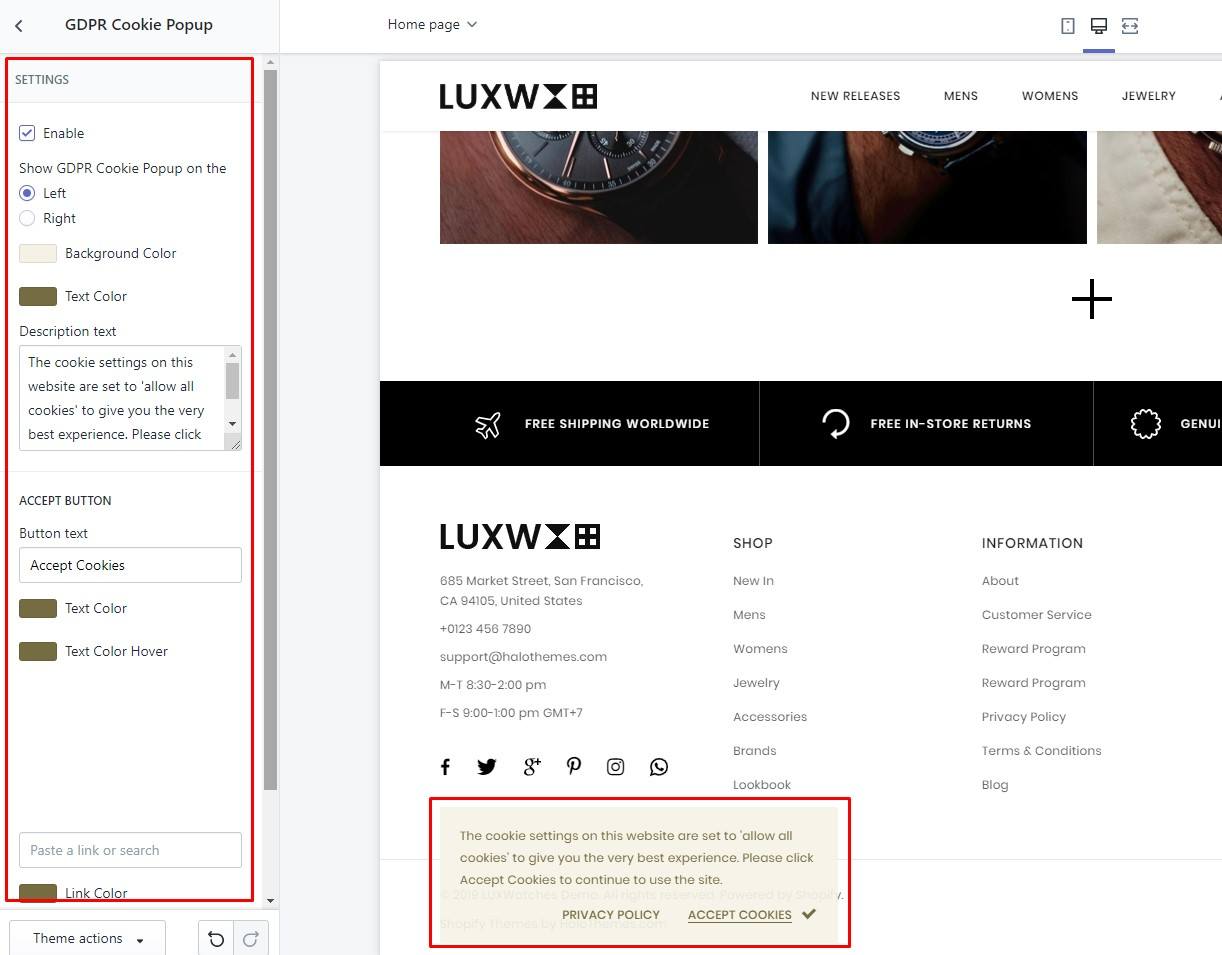 GDPR Cookie Popup
Home page
SETTINGS
Enable
Show GDPR Cookie Popup on the
Left
Right
Background Color
Text Color
Description text
The cookie settings on this
website are set to 'allow all
cookies' to give you the very
best experience. Please click
ACCEPT BUTTON
Button text
Accept Cookies
Text Color
Text Color Hover
Paste a link or search
Link Color
Theme actions
LUXW
NEW RELEASES
MENS
WOMENS
JEWELRY
FREE SHIPPING WORLDWIDE
FREE IN-STORE RETURNS
GENUI
LUXW
685 Market Street, San Francisco,
CA 94105, United States
+0123 456 7890
support@halothemes.com
M-T 8:30-2:00 pm
F-S 9:00-1:00 pm GMT+7
SHOP
New In
Mens
Womens
Jewelry
Accessories
Brands
Lookbook
INFORMATION
About
Customer Service
Reward Program
Reward Program
Privacy Policy
Terms & Conditions
Blog
The cookie settings on this website are set to 'allow all
cookies' to give you the very best experience. Please click
Accept Cookies to continue to use the site.
PRIVACY POLICY
ACCEPT COOKIES
© 2019 LUXWatches Demo. All rights reserved. Powered by Shopify.
Shopify Themes by HaloThemes.com